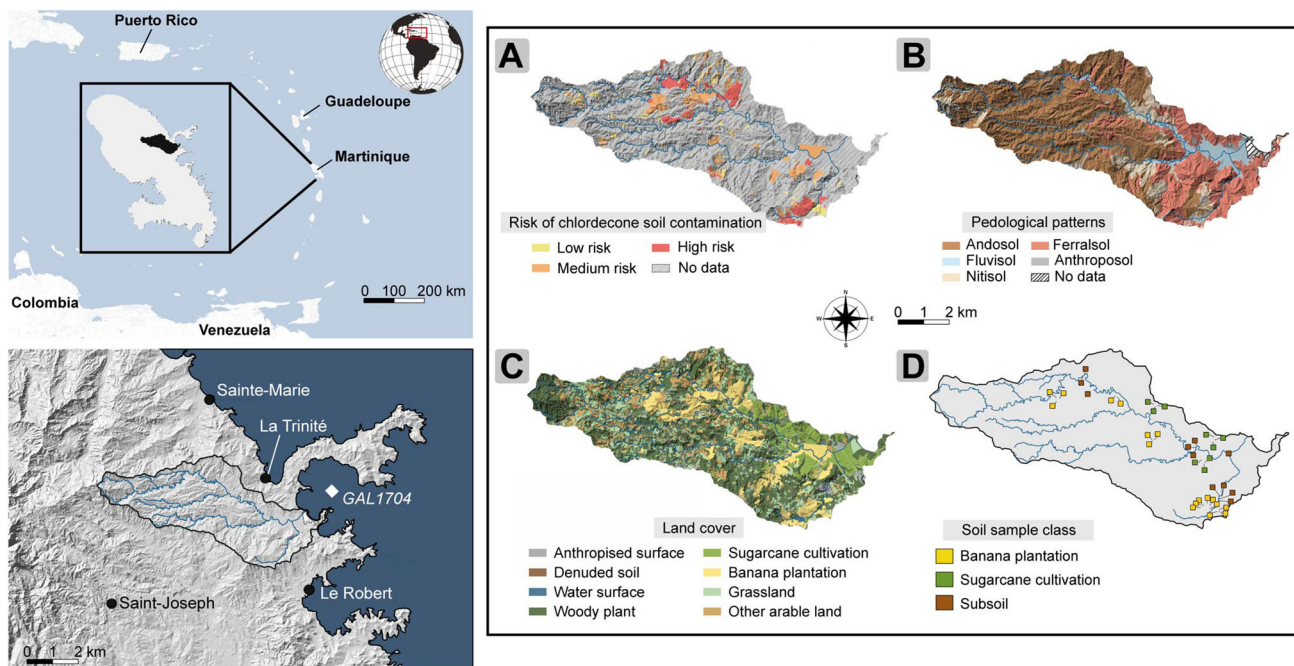 Puerto Rico
Guadeloupe
Martinique
Colombia
Venezuela
0 100 200 km
Sainte-Marie
La Trinité
GAL1704
Saint-Joseph
Le Robert
0 1 2 km
A
Risk of chlordecone soil contamination
Low risk
High risk
Medium risk
No data
B
Pedological patterns
Andosol
Ferralsol
Fluvisol
Anthroposol
Nitisol
No data
N
W
E
S
0 1 2 km
C
Land cover
Anthropised surface
Sugarcane cultivation
Denuded soil
Banana plantation
Water surface
Grassland
Woody plant
Other arable land
D
Soil sample class
Banana plantation
Sugarcane cultivation
Subsoil